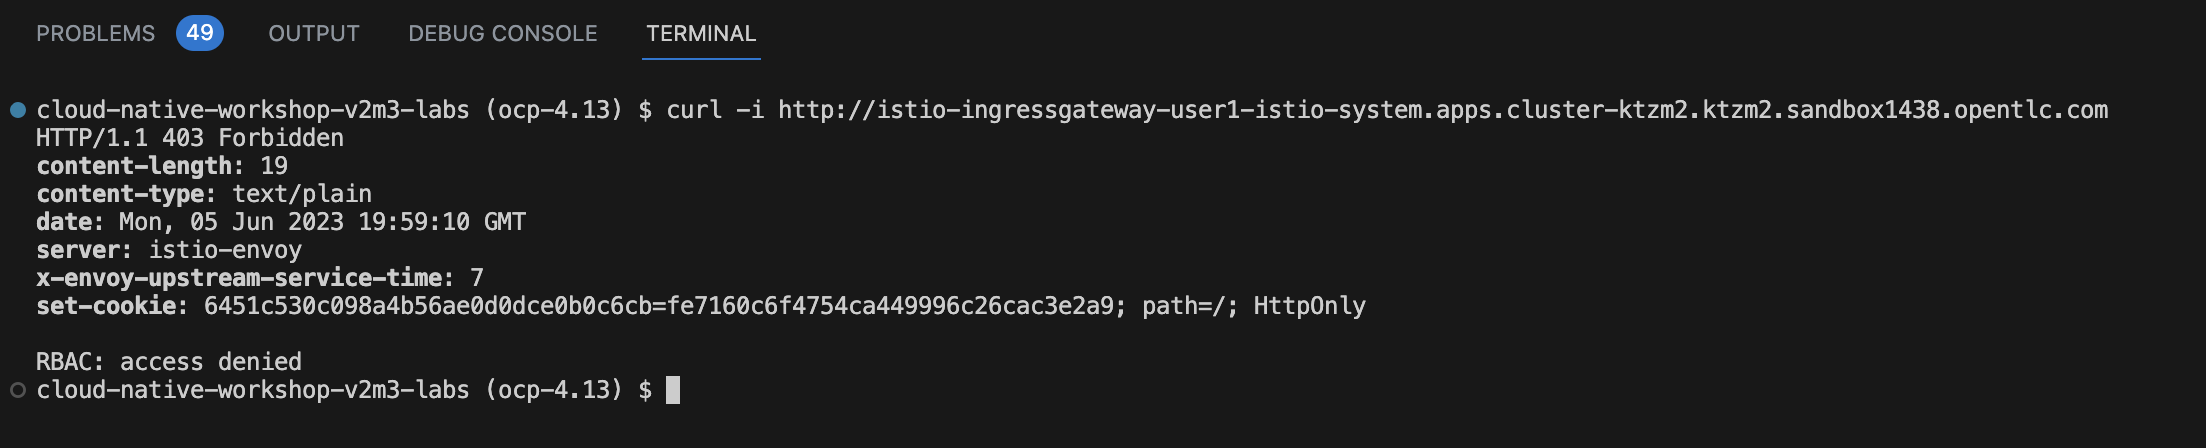 PROBLEMS 49 OUTPUT DEBUG CONSOLE TERMINAL
cloud-native-workshop-v2m3-labs (ocp-4.13) $ curl -i http://istio-ingressgateway-user1-istio-system.apps.cluster-ktzm2.ktzm2.sandbox1438.opentlc.com
HTTP/1.1 403 Forbidden
content-length: 19
content-type: text/plain
date: Mon, 05 Jun 2023 19:59:10 GMT
server: istio-envoy
x-envoy-upstream-service-time: 7
set-cookie: 6451c530c098a4b56ae0d0dce0b0c6cb=fe7160c6f4754ca449996c26cac3e2a9; path=/; HttpOnly
RBAC: access denied
cloud-native-workshop-v2m3-labs (ocp-4.13) $